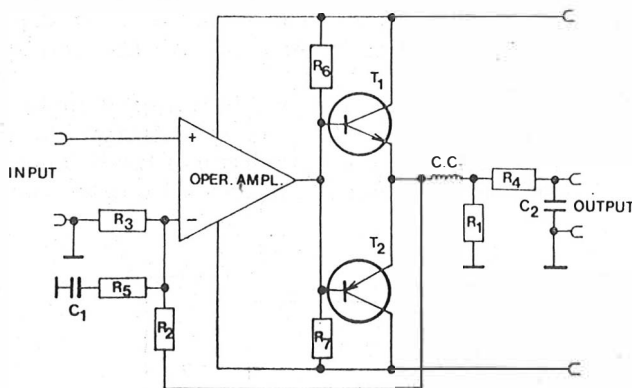 R6
T1
+
INPUT
OPER. AMPL.
C.C.
R4
R3
−
C2
OUTPUT
R1
R5
C1
R2
T2
R7